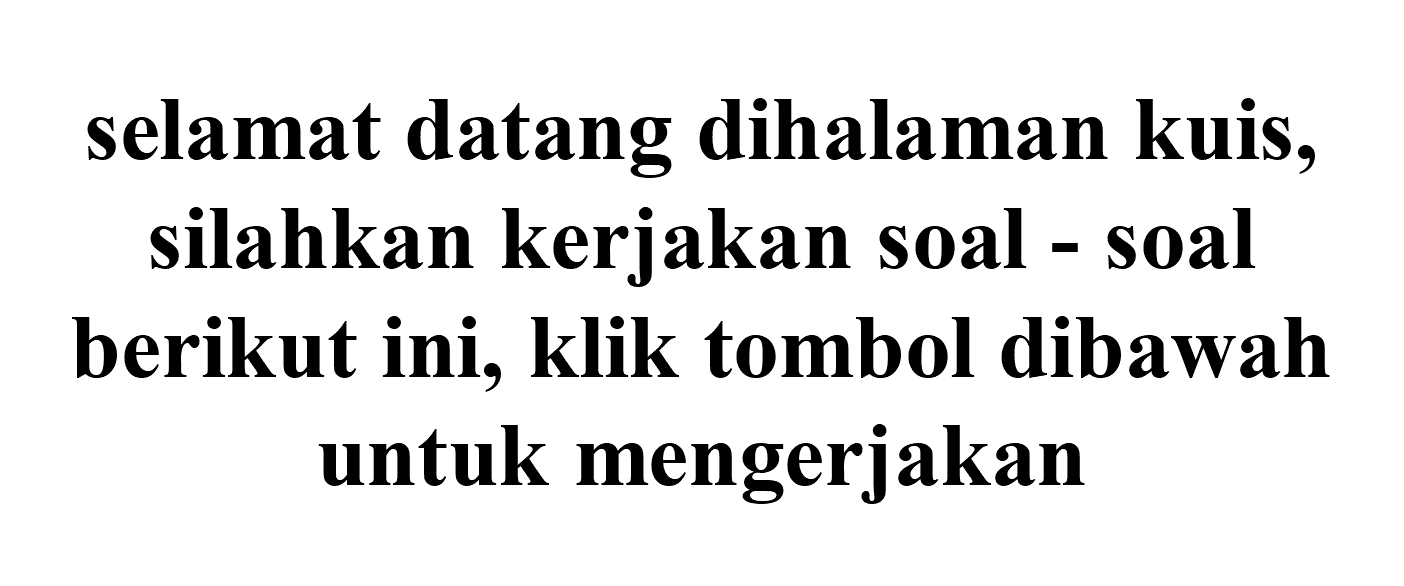 selamat datang dihalaman kuis,
silahkan kerjakan soal - soal
berikut ini, klik tombol dibawah
untuk mengerjakan